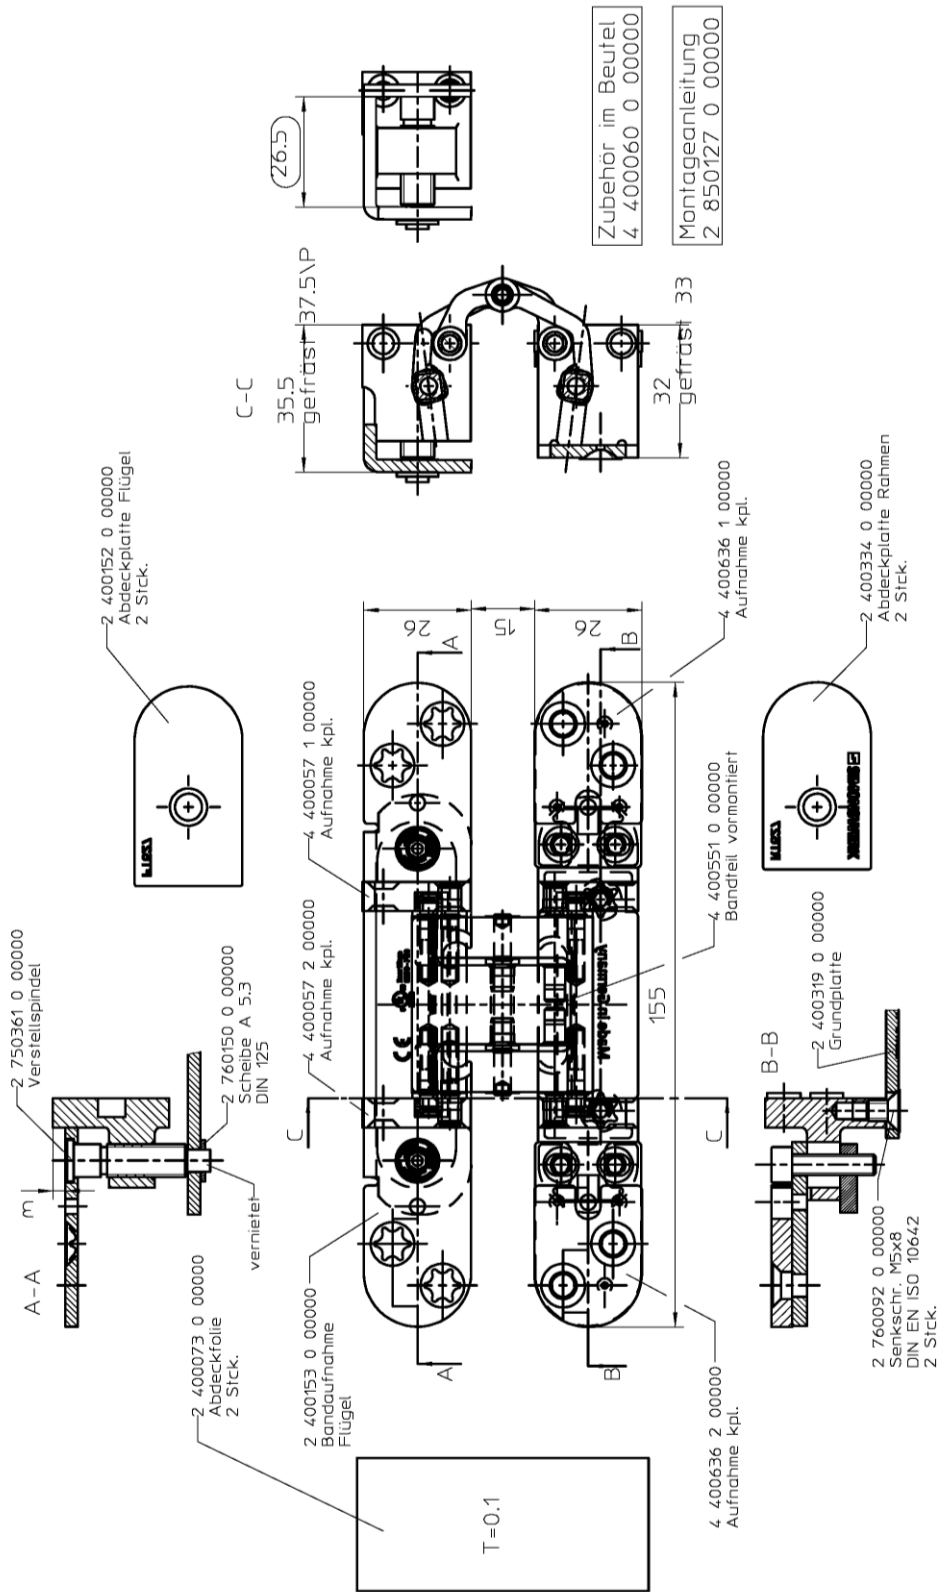 A-A
3
2 750361 0 00000
Verstellspindel
2 400073 0 00000
Abdeckfolie
2 Stck.
vernietet
2 760150 0 00000
Scheibe A 5.3
DIN 125
2 400152 0 00000
Abdeckplatte Flügel
2 Stck.
C-C
35.5
gefräst 37.5\P
26.5
2 400153 0 00000
Bandaufnahme
Flügel
4 400057 2 00000
Aufnahme kpl.
4 400057 1 00000
Aufnahme kpl.
T=0.1
A
A
C
C
B
B
26
15
26
155
CE
Made in Germany
32
gefräst 33
Zubehör im Beutel
4 400060 0 00000
Montageanleitung
2 850127 0 00000
4 400636 2 00000
Aufnahme kpl.
4 400551 0 00000
Bandteil vormontiert
4 400636 1 00000
Aufnahme kpl.
B-B
2 760092 0 00000
Senkschr. M5x8
DIN EN ISO 10642
2 Stck.
2 400319 0 00000
Grundplatte
2 400334 0 00000
Abdeckplatte Rahmen
2 Stck.